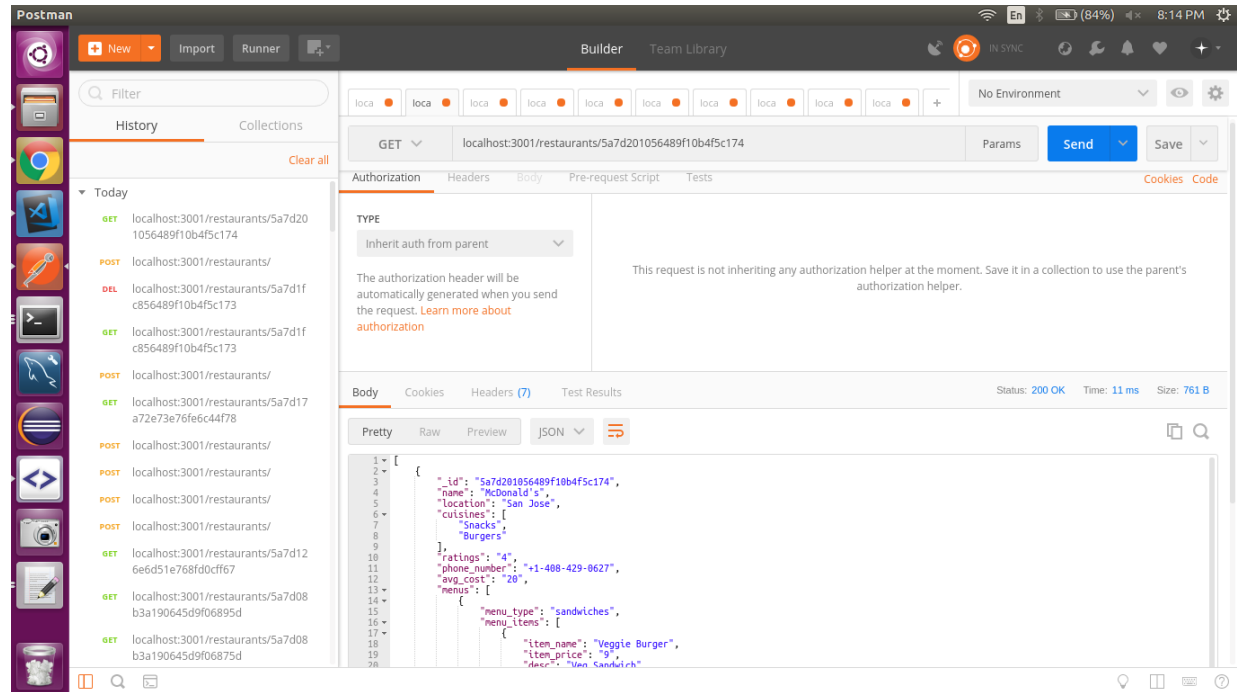 Postman
En
(84%)
8:14 PM
New
Import
Runner
Builder
Team Library
IN SYNC
Filter
History
Collections
Clear all
Today
GET localhost:3001/restaurants/5a7d20
1056489f10b4f5c174
POST localhost:3001/restaurants/
DEL localhost:3001/restaurants/5a7d1f
c856489f10b4f5c173
GET localhost:3001/restaurants/5a7d1f
c856489f10b4f5c173
POST localhost:3001/restaurants/
GET localhost:3001/restaurants/5a7d17
a72e73e76fe6c44f78
POST localhost:3001/restaurants/
POST localhost:3001/restaurants/
POST localhost:3001/restaurants/
POST localhost:3001/restaurants/
GET localhost:3001/restaurants/5a7d12
6e6d51e768fd0cff67
GET localhost:3001/restaurants/5a7d08
b3a190645d9f06895d
GET localhost:3001/restaurants/5a7d08
b3a190645d9f06875d
loca loca loca loca loca loca loca loca loca loca +
No Environment
GET localhost:3001/restaurants/5a7d201056489f10b4f5c174
Params
Send
Save
Authorization Headers Body Pre-request Script Tests
Cookies Code
TYPE
Inherit auth from parent
The authorization header will be
automatically generated when you send
the request. Learn more about
authorization
This request is not inheriting any authorization helper at the moment. Save it in a collection to use the parent's
authorization helper.
Body Cookies Headers (7) Test Results
Status: 200 OK Time: 11 ms Size: 761 B
Pretty Raw Preview JSON
1 [
2 {
3 "_id": "5a7d201056489f10b4f5c174",
4 "name": "McDonald's",
5 "location": "San Jose",
6 "cuisines": [
7 "Snacks",
8 "Burgers"
9 ],
10 "ratings": "4",
11 "phone_number": "+1-408-429-0627",
12 "avg_cost": "20",
13 "menus": [
14 {
15 "menu_type": "sandwiches",
16 "menu_items": [
17 {
18 "item_name": "Veggie Burger",
19 "item_price": "9",
20 "desc": "Veg Sandwich"